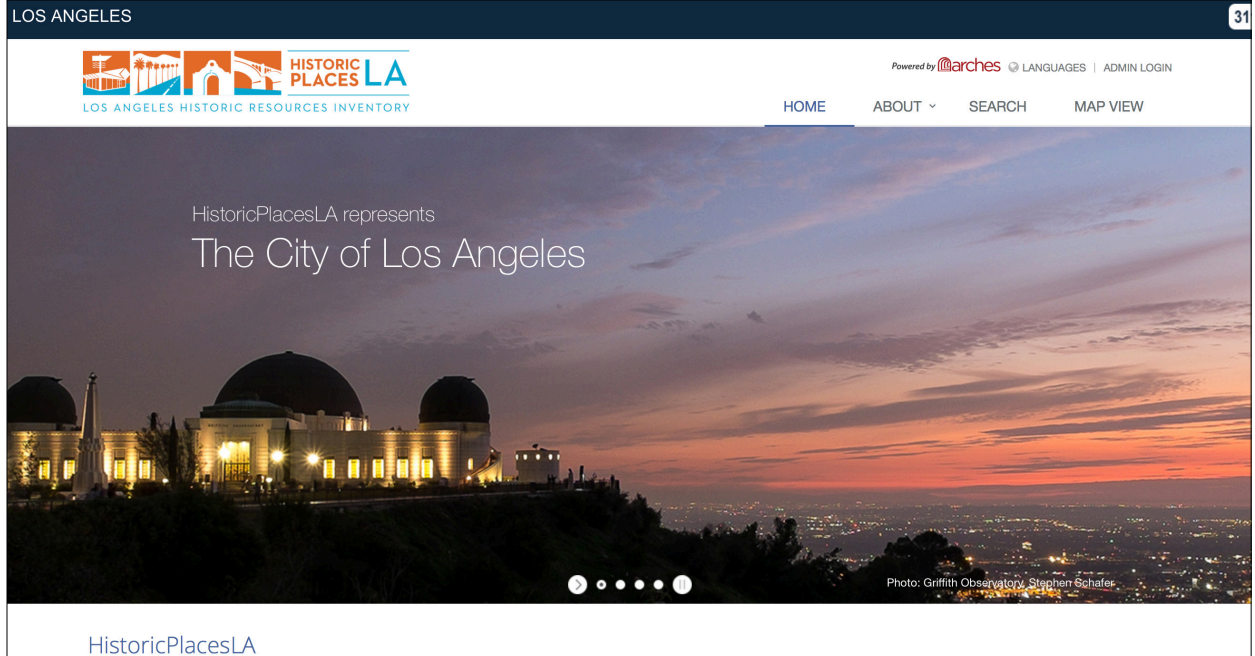 LOS ANGELES
31
HISTORIC
PLACES LA
LOS ANGELES HISTORIC RESOURCES INVENTORY
Powered by arches LANGUAGES | ADMIN LOGIN
HOME ABOUT SEARCH MAP VIEW
HistoricPlacesLA represents
The City of Los Angeles
Photo: Griffith Observatory, Stephen Schafer
HistoricPlacesLA